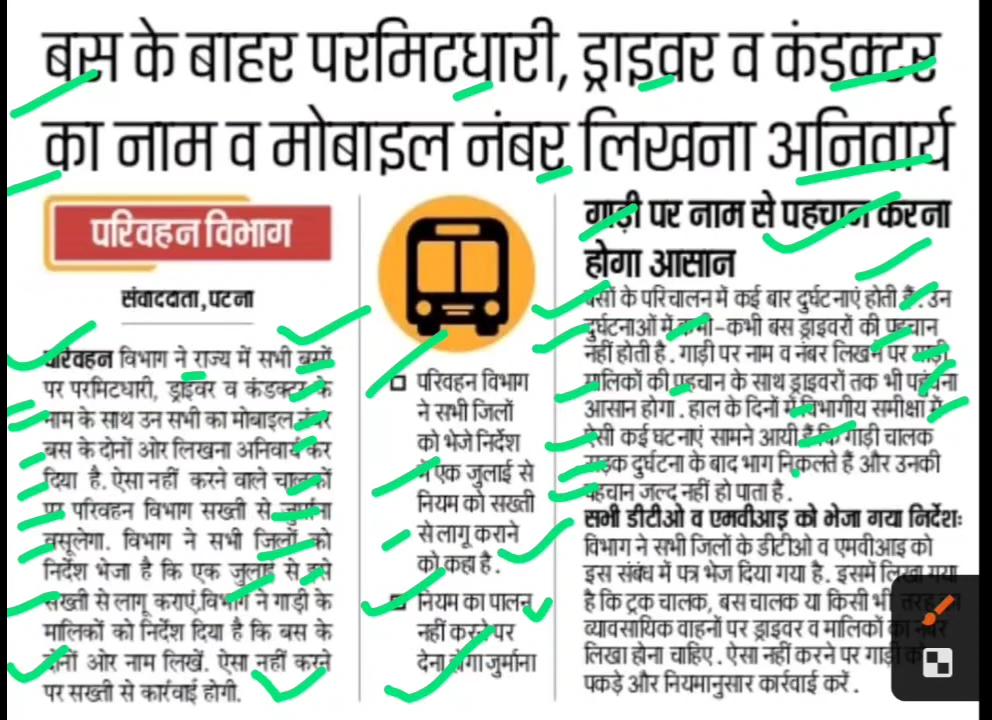 बस के बाहर परमिटधारी, ड्राइवर व कंडक्टर
का नाम व मोबाइल नंबर लिखना अनिवार्य
परिवहन विभाग
संवाददाता, पटना
परिवहन विभाग ने राज्य में सभी बसों
पर परमिटधारी, ड्राइवर व कंडक्टर के
नाम के साथ उन सभी का मोबाइल नंबर
बस के दोनों ओर लिखना अनिवार्य कर
दिया है. ऐसा नहीं करने वाले चालकों
पर परिवहन विभाग सख्ती से जुर्माना
वसूलेगा. विभाग ने सभी जिलों को
निर्देश भेजा है कि एक जुलाई से इसे
सख्ती से लागू कराएं. विभाग ने गाड़ी के
मालिकों को निर्देश दिया है कि बस के
दोनों ओर नाम लिखें. ऐसा नहीं करने
पर सख्ती से कार्रवाई होगी.
परिवहन विभाग
ने सभी जिलों
को भेजे निर्देश
में एक जुलाई से
नियम को सख्ती
से लागू कराने
को कहा है.
नियम का पालन
नहीं करने पर
देना होगा जुर्माना
गाड़ी पर नाम से पहचान करना
होगा आसान
बसों के परिचालन में कई बार दुर्घटनाएं होती हैं. उन
दुर्घटनाओं में कभी-कभी बस ड्राइवरों की पहचान
नहीं होती है. गाड़ी पर नाम व नंबर लिखने पर गाड़ी
मालिकों की पहचान के साथ ड्राइवरों तक भी पहुंचना
आसान होगा. हाल के दिनों में विभागीय समीक्षा में
ऐसी कई घटनाएं सामने आयी हैं कि गाड़ी चालक
सड़क दुर्घटना के बाद भाग निकलते हैं और उनकी
पहचान जल्द नहीं हो पाता है.
सभी डीटीओ व एमवीआइ को भेजा गया निर्देश:
विभाग ने सभी जिलों के डीटीओ व एमवीआइ को
इस संबंध में पत्र भेज दिया गया है. इसमें लिखा गया
है कि ट्रक चालक, बस चालक या किसी भी तरह
व्यावसायिक वाहनों पर ड्राइवर व मालिकों का नंबर
लिखा होना चाहिए. ऐसा नहीं करने पर गाड़ी को
पकड़े और नियमानुसार कार्रवाई करें.